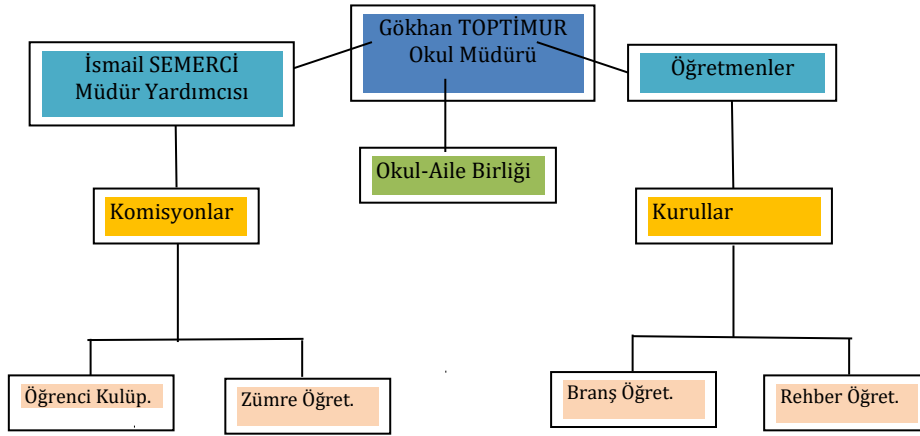 Gökhan TOPTİMUR
Okul Müdürü
İsmail SEMERCİ
Müdür Yardımcısı
Öğretmenler
Okul-Aile Birliği
Komisyonlar
Kurullar
Öğrenci Kulüp.
Zümre Öğret.
Branş Öğret.
Rehber Öğret.